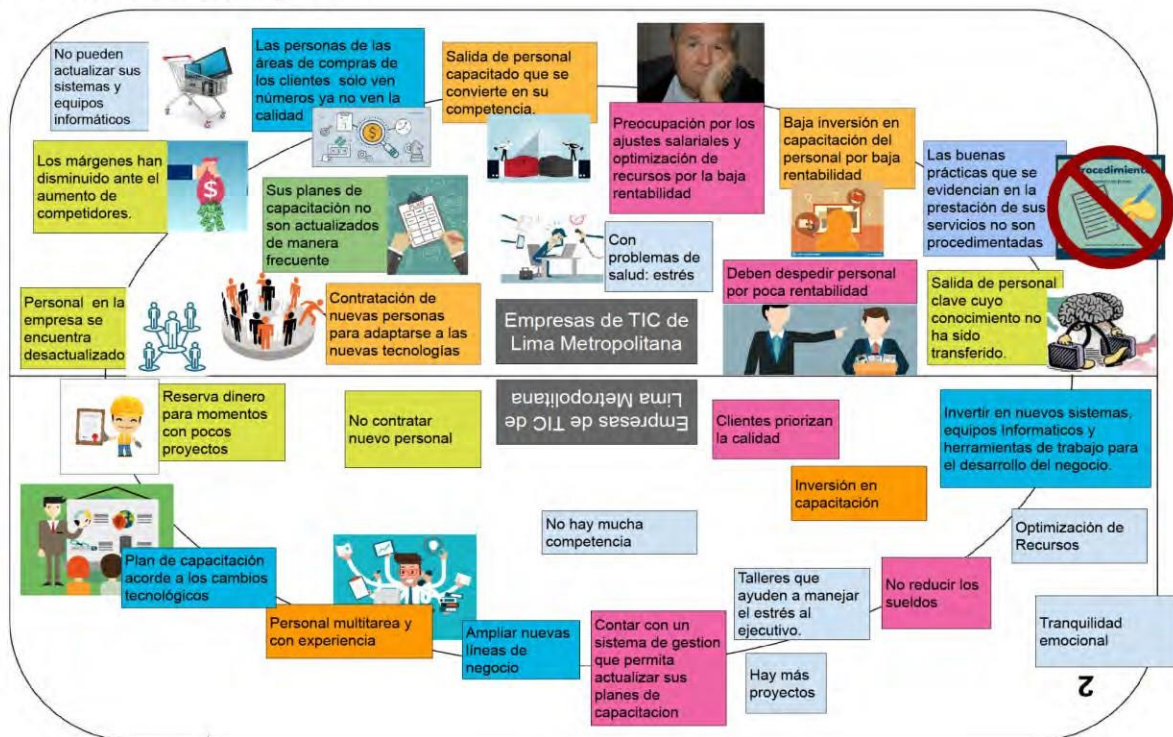 No pueden
actualizar sus
sistemas y
equipos
informáticos
Las personas de las
áreas de compras de
los clientes solo ven
números ya no ven la
calidad
Salida de personal
capacitado que se
convierte en su
competencia.
Preocupación por los
ajustes salariales y
optimización de
recursos por la baja
rentabilidad
Baja inversión en
capacitación del
personal por baja
rentabilidad
Las buenas
prácticas que se
evidencian en la
prestación de sus
servicios no son
procedimentadas
Los márgenes han
disminuido ante el
aumento de
competidores.
Sus planes de
capacitación no
son actualizados
de manera
frecuente
Con
problemas de
salud: estrés
Deben despedir personal
por poca rentabilidad
Salida de personal
clave cuyo
conocimiento no
ha sido
transferido.
Personal en la
empresa se
encuentra
desactualizado
Contratación de
nuevas personas
para adaptarse a las
nuevas tecnologías
Empresas de TIC de
Lima Metropolitana
Empresas de TIC de
Lima Metropolitana
Reserva dinero
para momentos
con pocos
proyectos
No contratar
nuevo personal
Clientes priorizan
la calidad
Invertir en nuevos sistemas,
equipos Informaticos y
herramientas de trabajo para
el desarrollo del negocio.
Inversión en
capacitación
No hay mucha
competencia
Optimización de
Recursos
Plan de capacitación
acorde a los cambios
tecnológicos
Personal multitarea y
con experiencia
Ampliar nuevas
líneas de
negocio
Contar con un
sistema de gestion
que permita
actualizar sus
planes de
capacitacion
Talleres que
ayuden a manejar
el estrés al
ejecutivo.
No reducir los
sueldos
Hay más
proyectos
Tranquilidad
emocional
2